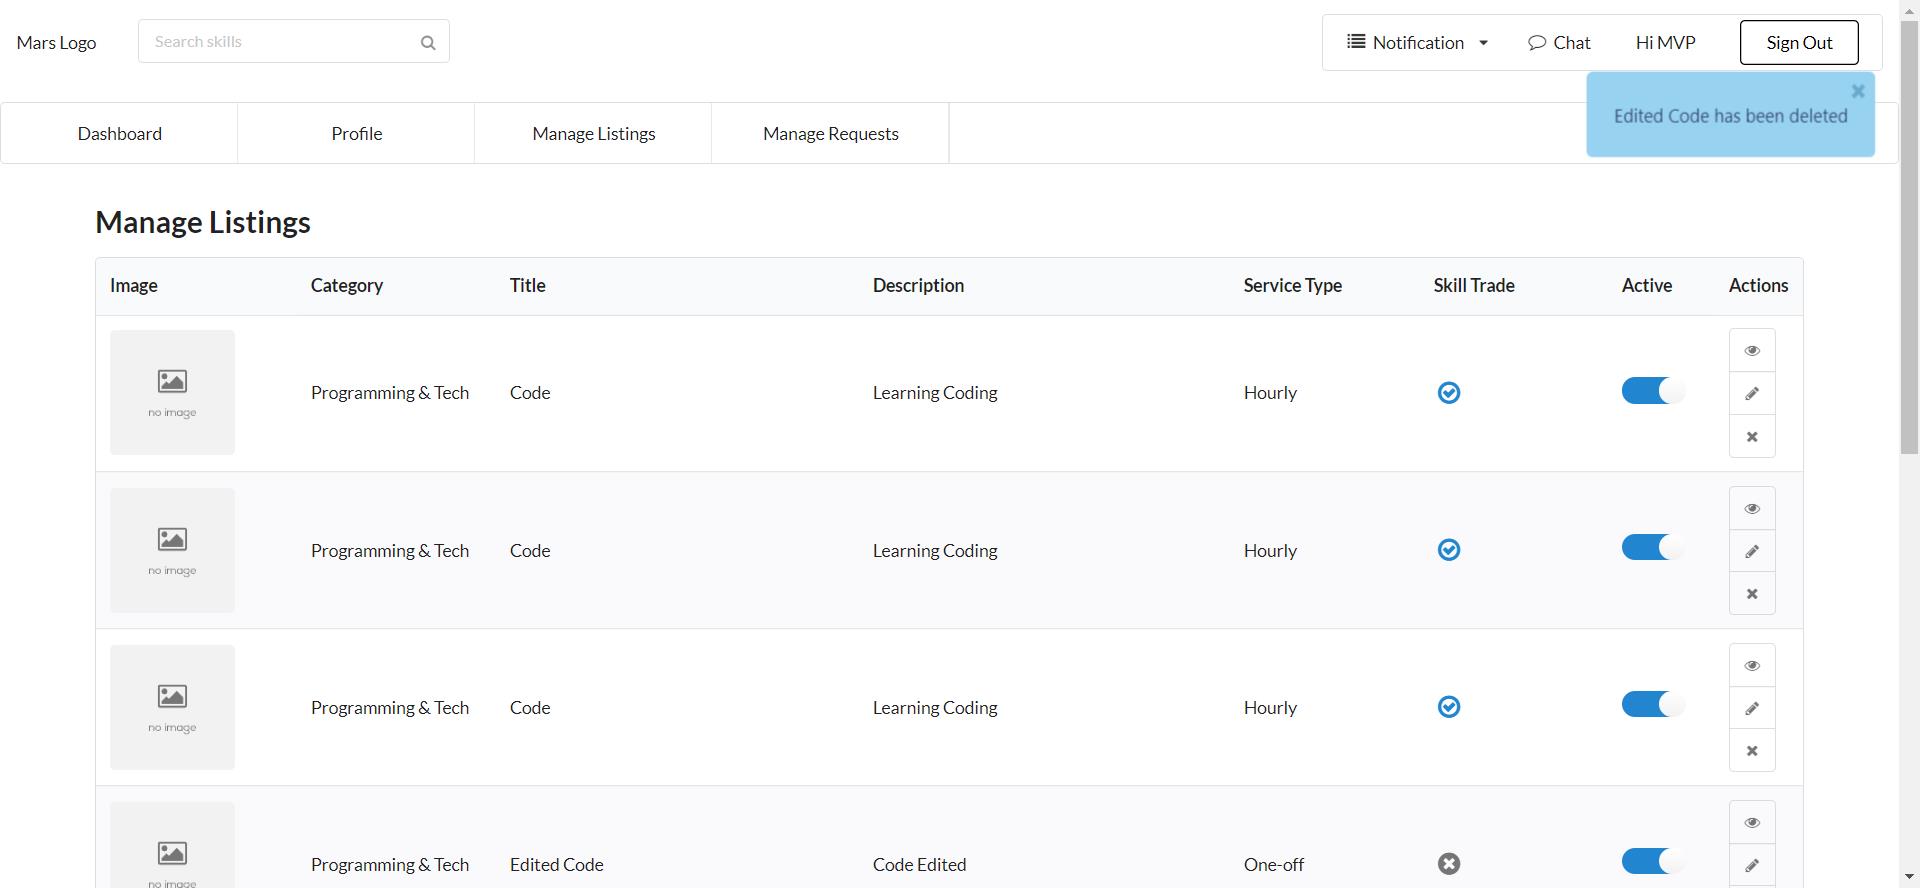 Mars Logo
Search skills
Notification
Chat
Hi MVP
Sign Out
Edited Code has been deleted
Dashboard
Profile
Manage Listings
Manage Requests
Manage Listings
Image Category Title Description Service Type Skill Trade Active Actions
no image
Programming & Tech Code Learning Coding Hourly
no image
Programming & Tech Code Learning Coding Hourly
no image
Programming & Tech Code Learning Coding Hourly
no image
Programming & Tech Edited Code Code Edited One-off